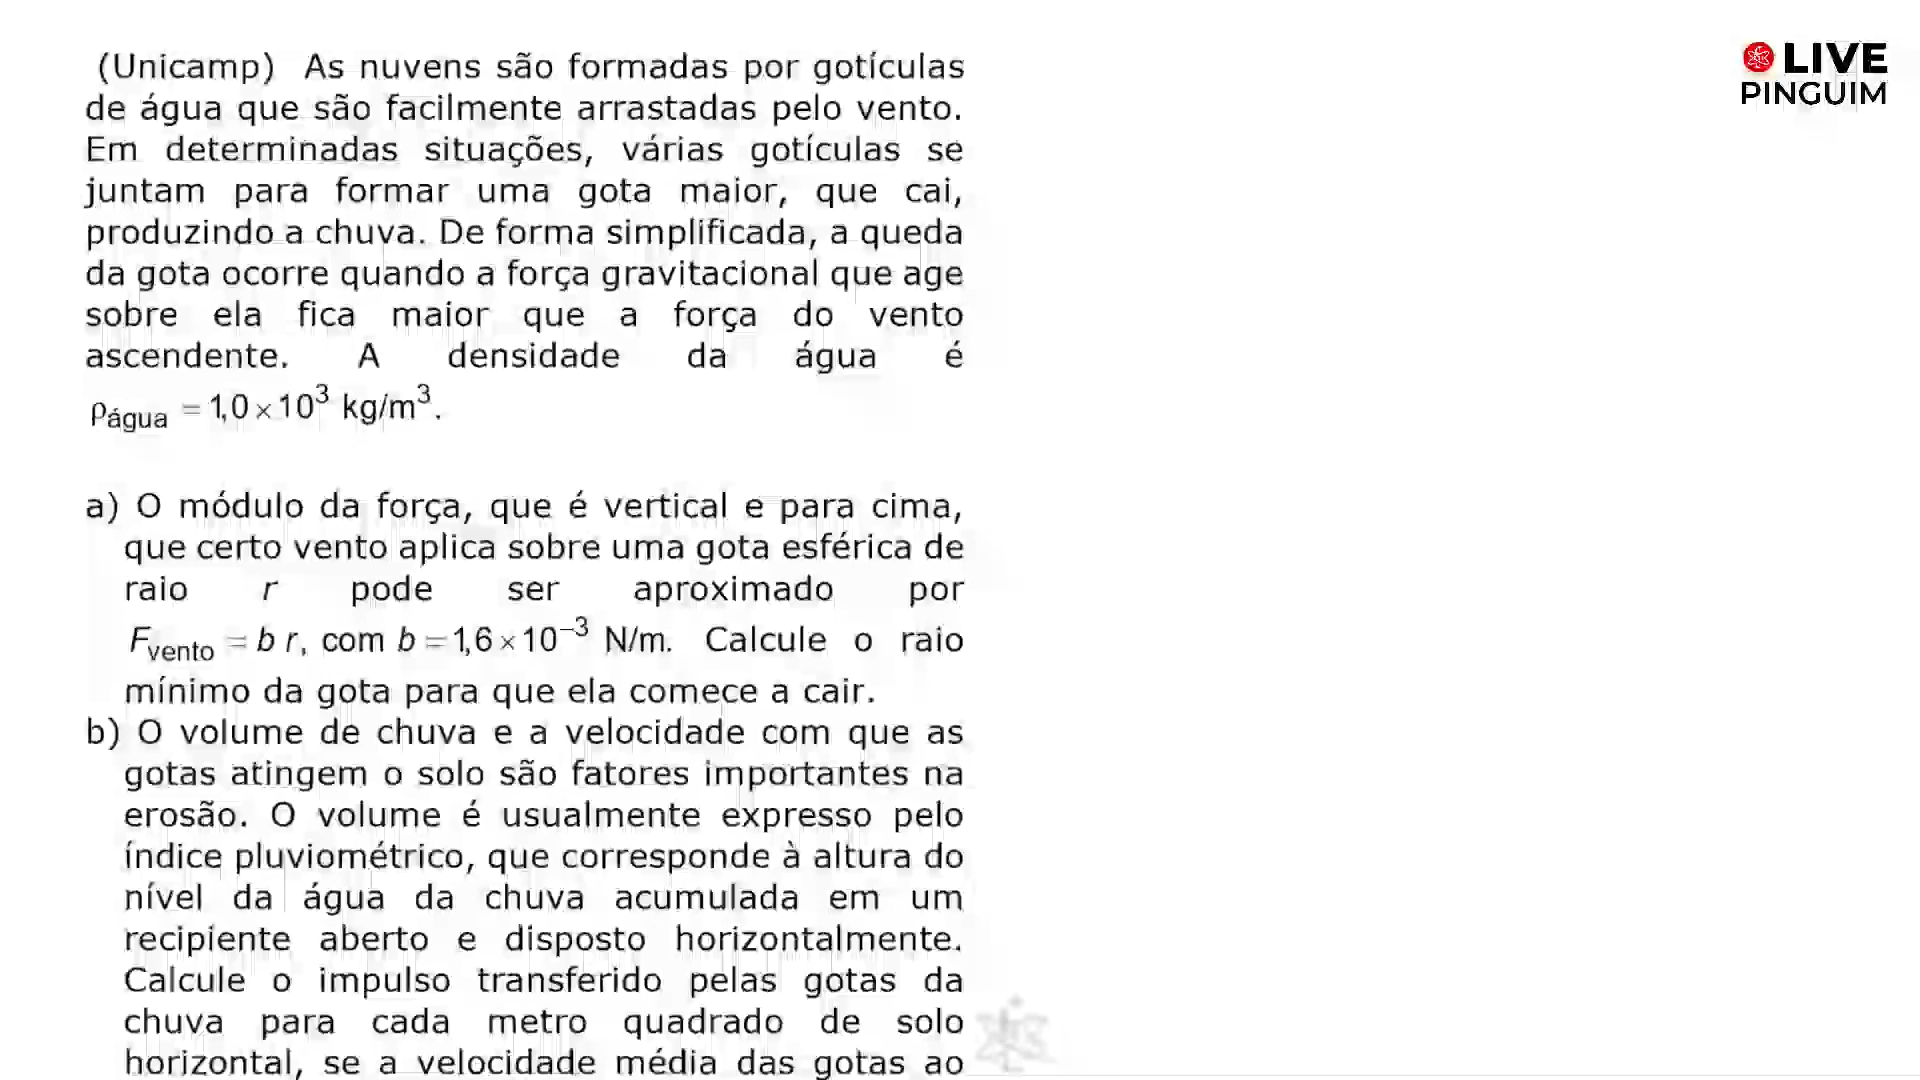 (Unicamp) As nuvens são formadas por gotículas
de água que são facilmente arrastadas pelo vento.
Em determinadas situações, várias gotículas se
juntam para formar uma gota maior, que cai,
produzindo a chuva. De forma simplificada, a queda
da gota ocorre quando a força gravitacional que age
sobre ela fica maior que a força do vento
ascendente. A densidade da água é
ρágua = 1,0 × 10³ kg/m³.
a) O módulo da força, que é vertical e para cima,
que certo vento aplica sobre uma gota esférica de
raio r pode ser aproximado por
Fvento = b r, com b = 1,6 × 10⁻³ N/m. Calcule o raio
mínimo da gota para que ela comece a cair.
b) O volume de chuva e a velocidade com que as
gotas atingem o solo são fatores importantes na
erosão. O volume é usualmente expresso pelo
índice pluviométrico, que corresponde à altura do
nível da água da chuva acumulada em um
recipiente aberto e disposto horizontalmente.
Calcule o impulso transferido pelas gotas da
chuva para cada metro quadrado de solo
horizontal, se a velocidade média das gotas ao
LIVE
PINGUIM